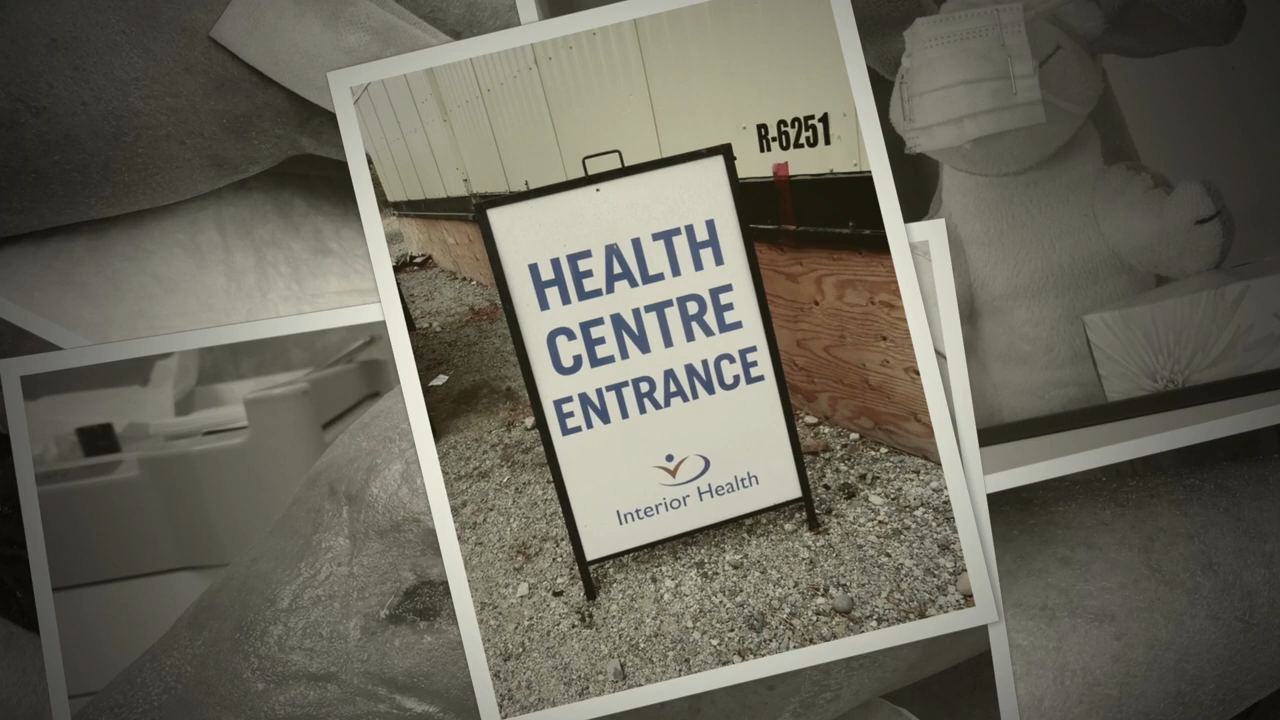 R-6251
HEALTH
CENTRE
ENTRANCE
Interior Health